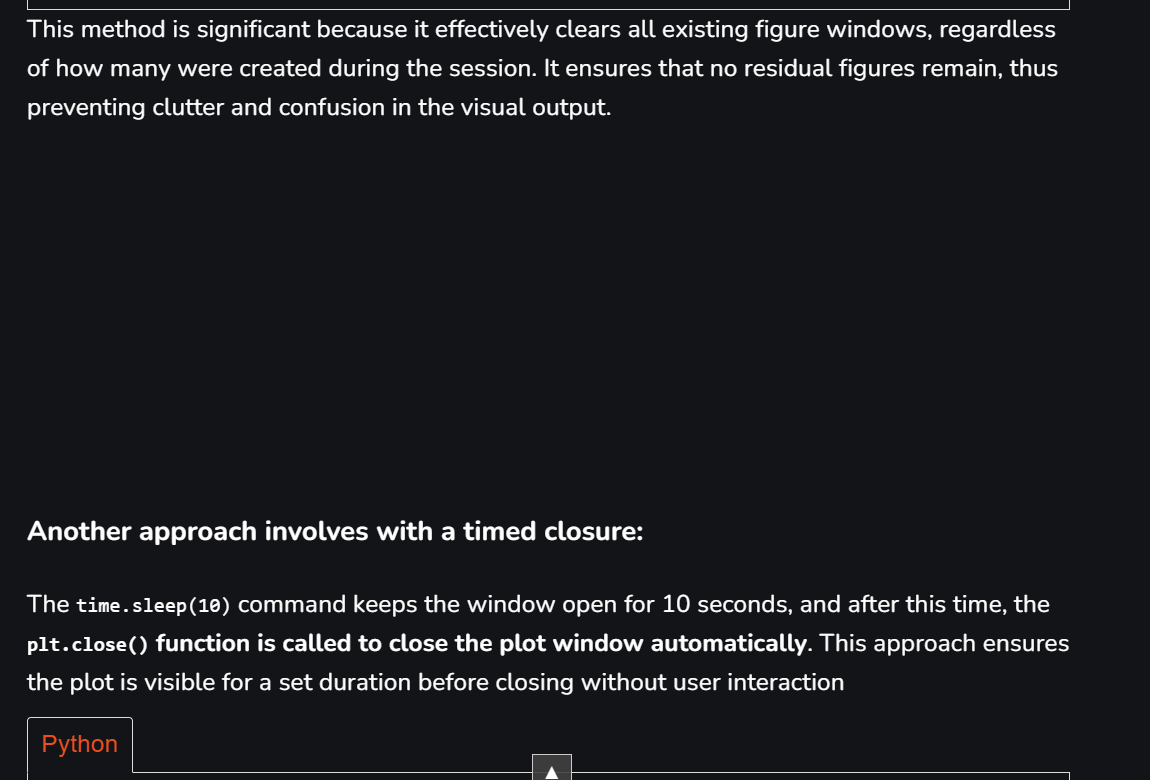 This method is significant because it effectively clears all existing figure windows, regardless
of how many were created during the session. It ensures that no residual figures remain, thus
preventing clutter and confusion in the visual output.
Another approach involves with a timed closure:
The time.sleep(10) command keeps the window open for 10 seconds, and after this time, the
plt.close() function is called to close the plot window automatically. This approach ensures
the plot is visible for a set duration before closing without user interaction
Python